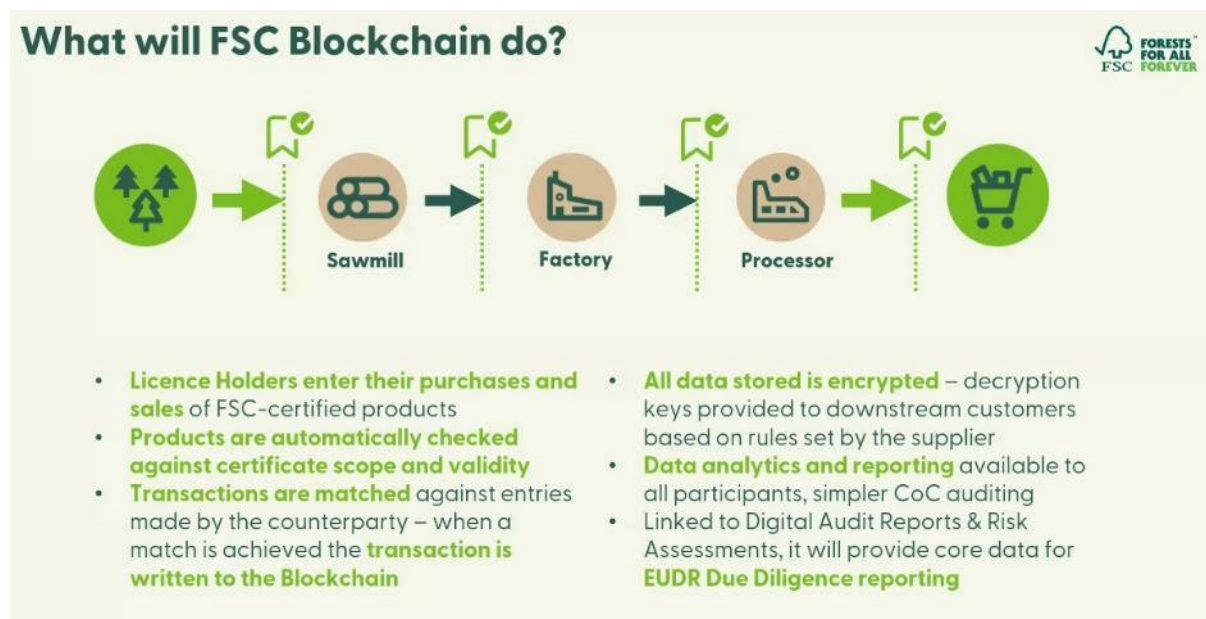 What will FSC Blockchain do?
FSC
FORESTS™
FOR ALL
FOREVER
Sawmill
Factory
Processor
• Licence Holders enter their purchases and
sales of FSC-certified products
• Products are automatically checked
against certificate scope and validity
• Transactions are matched against entries
made by the counterparty – when a
match is achieved the transaction is
written to the Blockchain
• All data stored is encrypted – decryption
keys provided to downstream customers
based on rules set by the supplier
• Data analytics and reporting available to
all participants, simpler CoC auditing
• Linked to Digital Audit Reports & Risk
Assessments, it will provide core data for
EUDR Due Diligence reporting